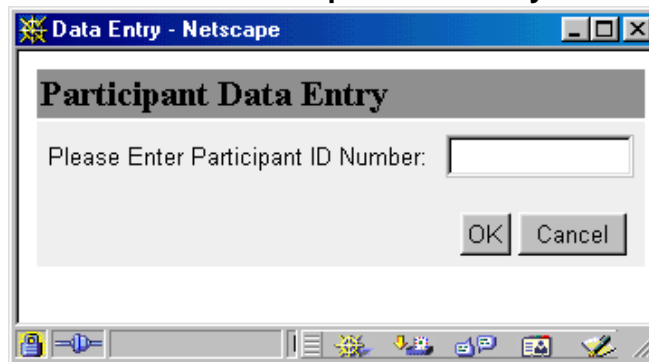 Data Entry - Netscape
Participant Data Entry
Please Enter Participant ID Number:
OK Cancel